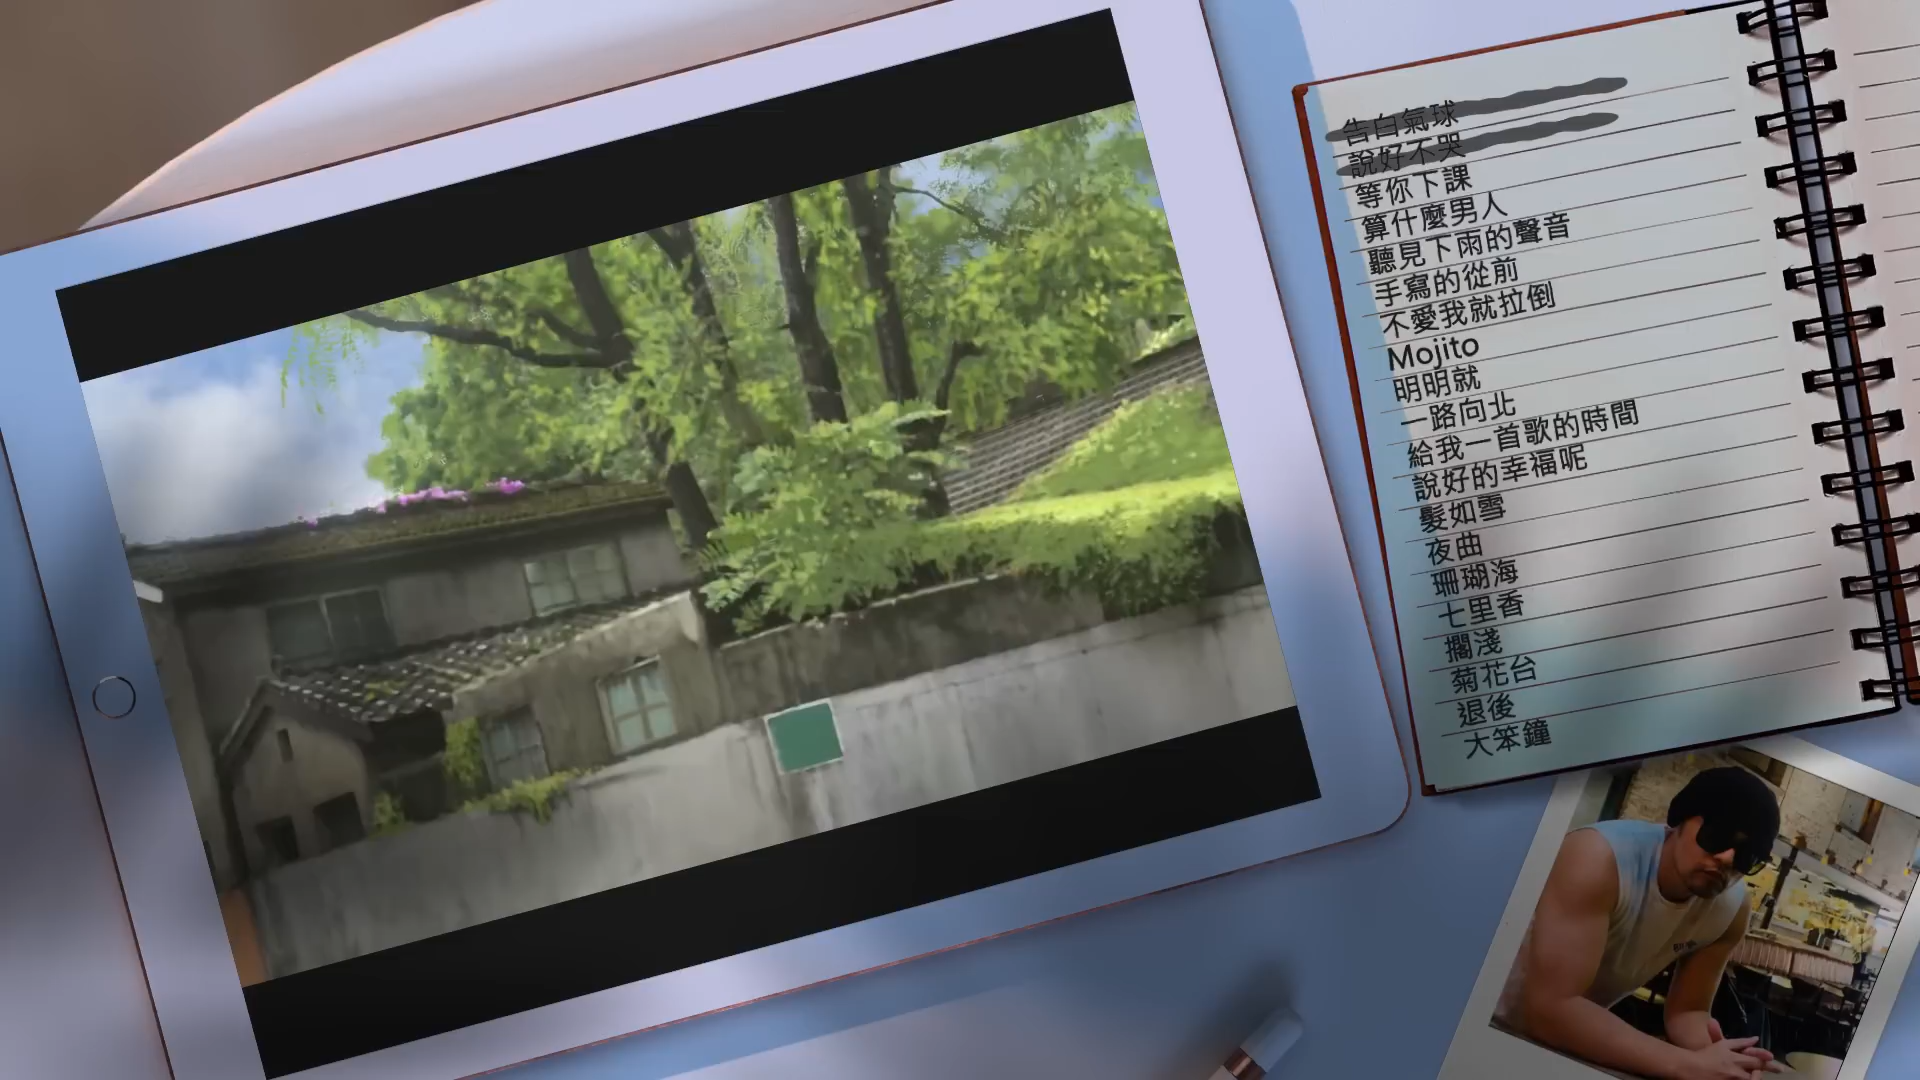 告白氣球
說好不哭
等你下課
算什麼男人
聽見下雨的聲音
手寫的從前
不愛我就拉倒
Mojito
明明就
一路向北
給我一首歌的時間
說好的幸福呢
髮如雪
夜曲
珊瑚海
七里香
擱淺
菊花台
退後
大笨鐘